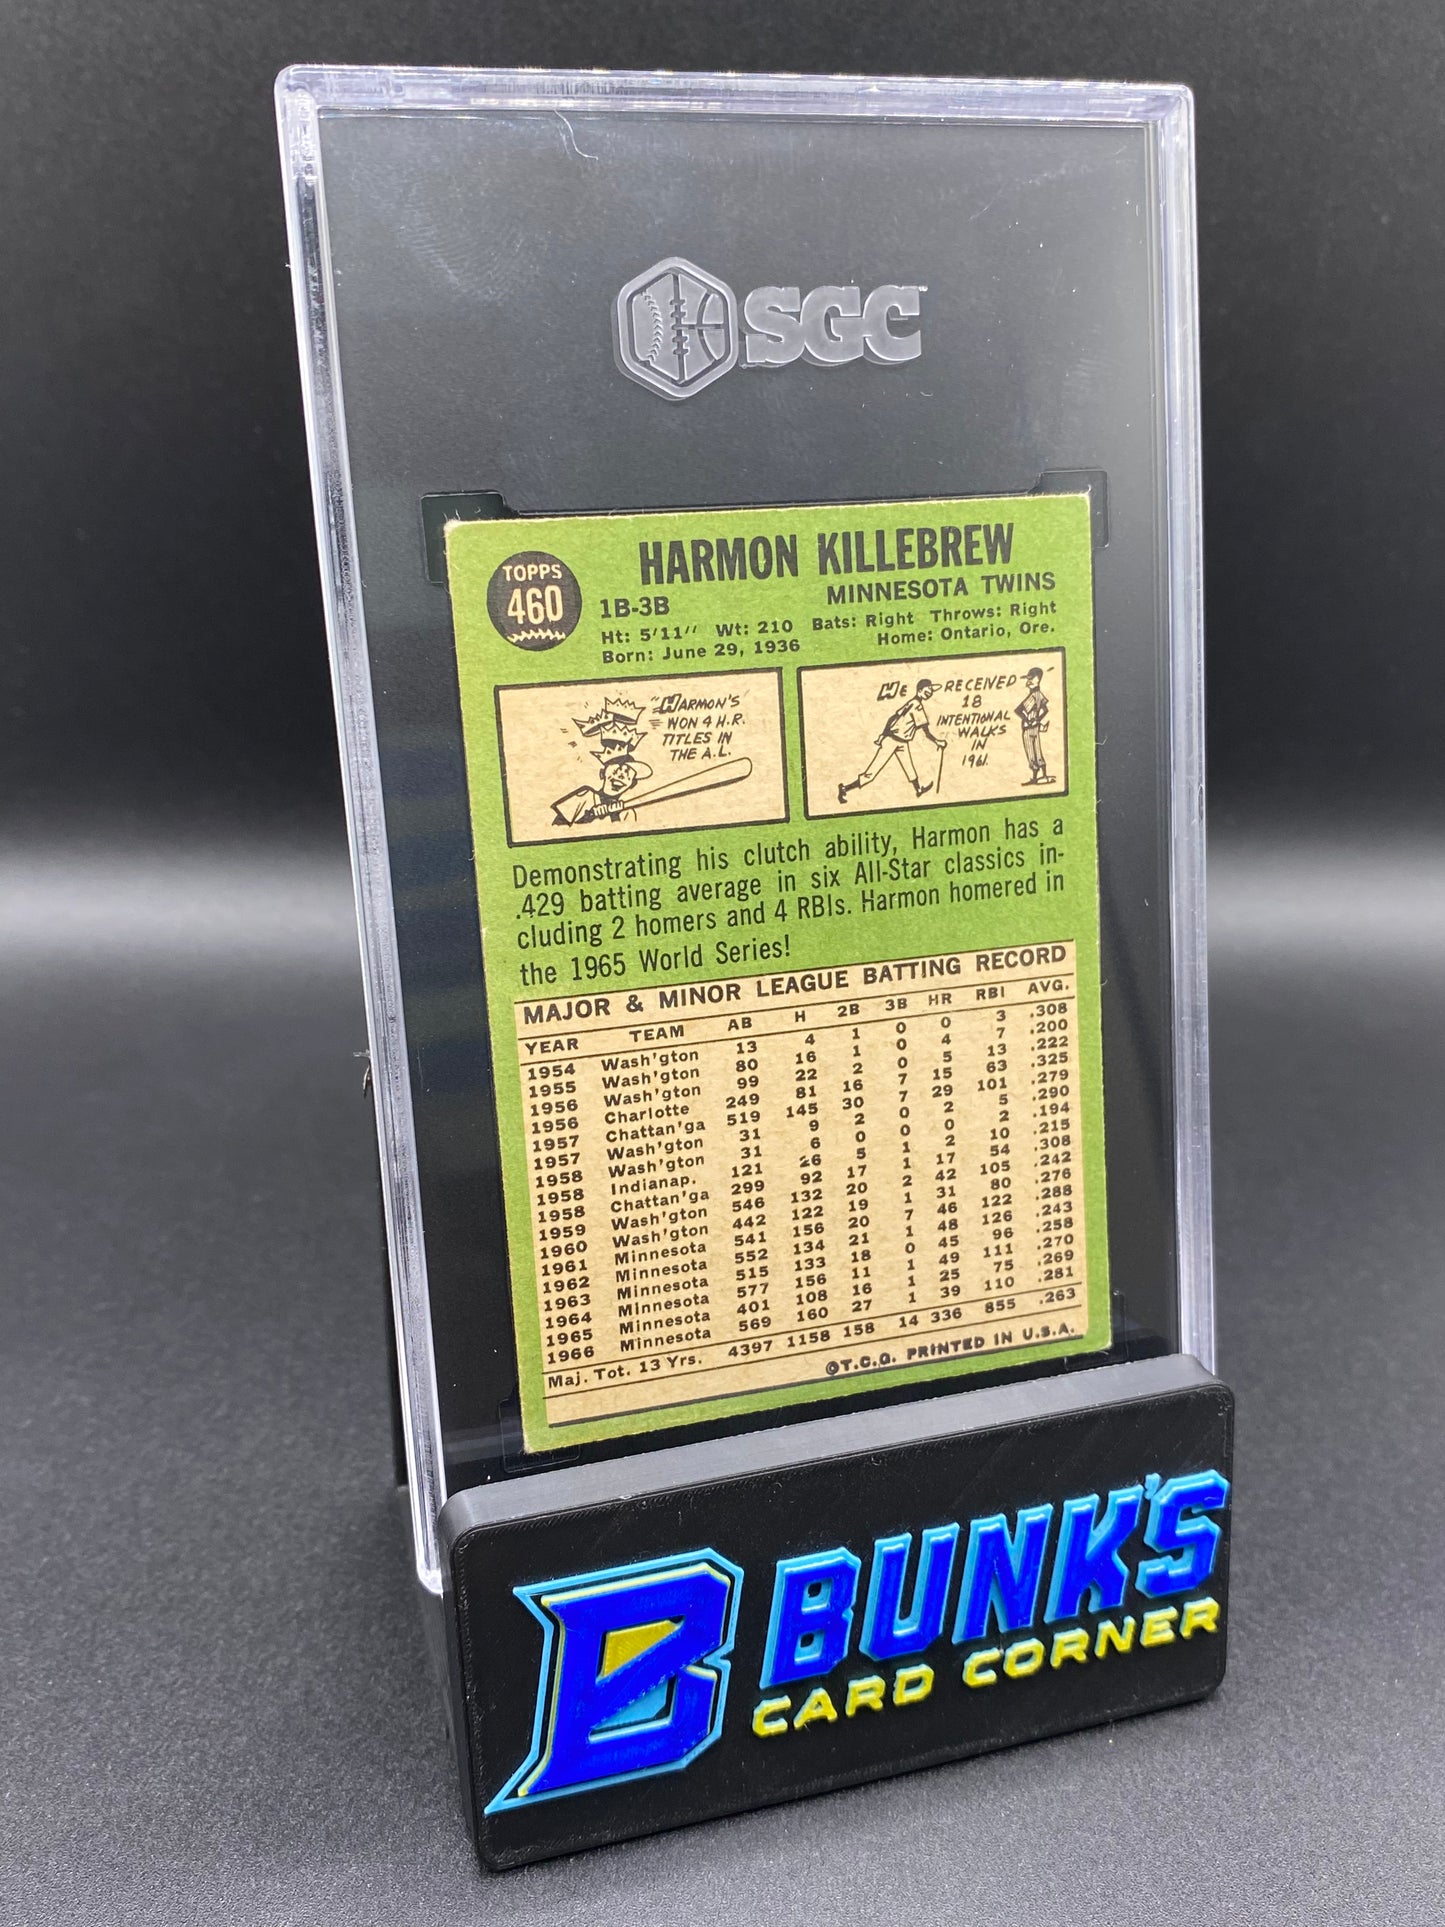 SGC
TOPPS
460
HARMON KILLEBREW
1B-3B MINNESOTA TWINS
Ht: 5'11" Wt: 210 Bats: Right Throws: Right
Born: June 29, 1936 Home: Ontario, Ore.
"HARMON'S
WON 4 H.R.
TITLES IN
THE A.L.
HE RECEIVED
18
INTENTIONAL
WALKS
IN
1961.
Demonstrating his clutch ability, Harmon has a
.429 batting average in six All-Star classics in-
cluding 2 homers and 4 RBIs. Harmon homered in
the 1965 World Series!
MAJOR & MINOR LEAGUE BATTING RECORD
YEAR TEAM AB H 2B 3B HR RBI AVG.
1954 Wash'gton 13 4 1 0 0 3 .308
1955 Wash'gton 80 16 1 0 4 7 .200
1956 Wash'gton 99 22 2 0 5 13 .222
1956 Charlotte 249 81 16 7 15 63 .325
1957 Chattan'ga 519 145 30 7 29 101 .279
1957 Wash'gton 31 9 2 0 2 5 .290
1958 Wash'gton 31 6 0 0 0 2 .194
1958 Indianap. 121 26 5 1 2 10 .215
1958 Chattan'ga 299 92 17 1 17 54 .308
1959 Wash'gton 546 132 20 2 42 105 .242
1960 Wash'gton 442 122 19 1 31 80 .276
1961 Minnesota 541 156 20 7 46 122 .288
1962 Minnesota 552 134 21 1 48 126 .243
1963 Minnesota 515 133 18 0 45 96 .258
1964 Minnesota 577 156 11 1 49 111 .270
1965 Minnesota 401 108 16 1 25 75 .269
1966 Minnesota 569 160 27 1 39 110 .281
Maj. Tot. 13 Yrs. 4397 1158 158 14 336 855 .263
©T.C.G. PRINTED IN U.S.A.
B BUNK'S
CARD CORNER